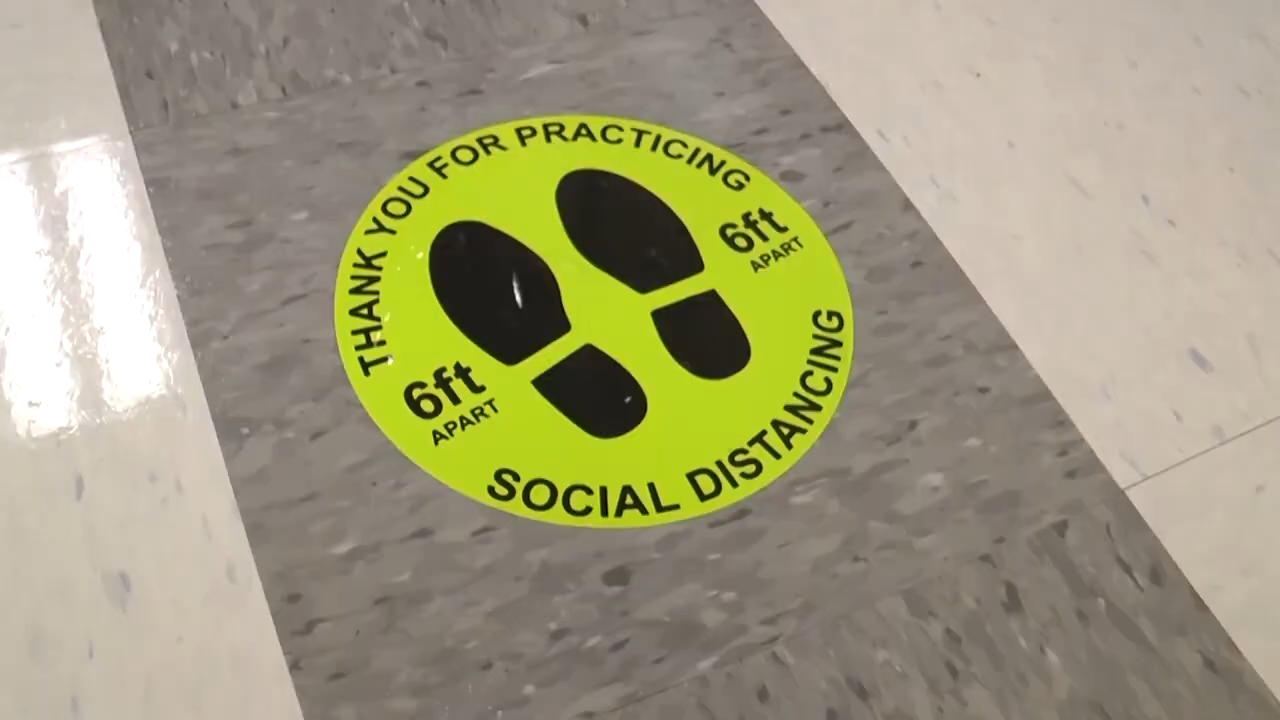 THANK YOU FOR PRACTICING
6ft
APART
6ft
APART
SOCIAL DISTANCING